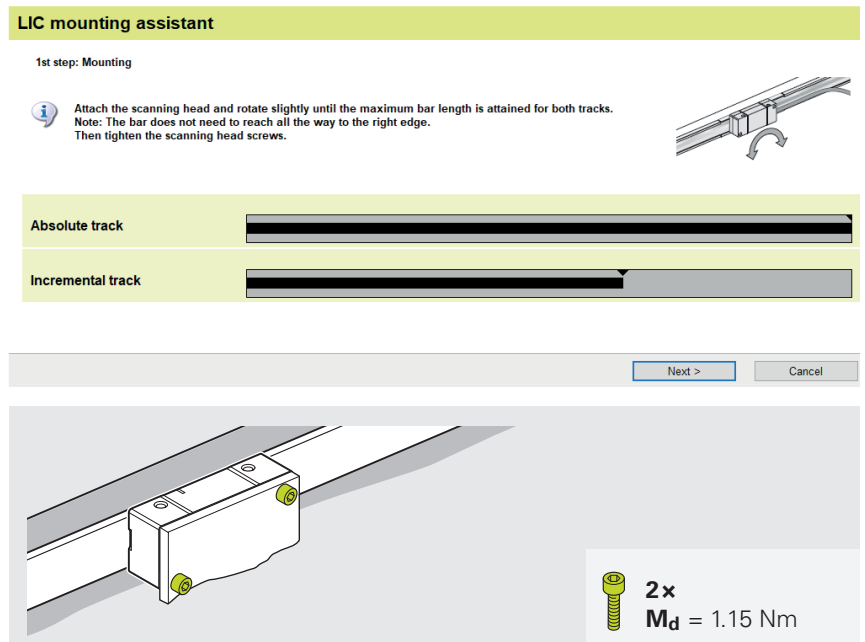 LIC mounting assistant
1st step: Mounting
Attach the scanning head and rotate slightly until the maximum bar length is attained for both tracks.
Note: The bar does not need to reach all the way to the right edge.
Then tighten the scanning head screws.
Absolute track
Incremental track
Next >
Cancel
2×
Md = 1.15 Nm